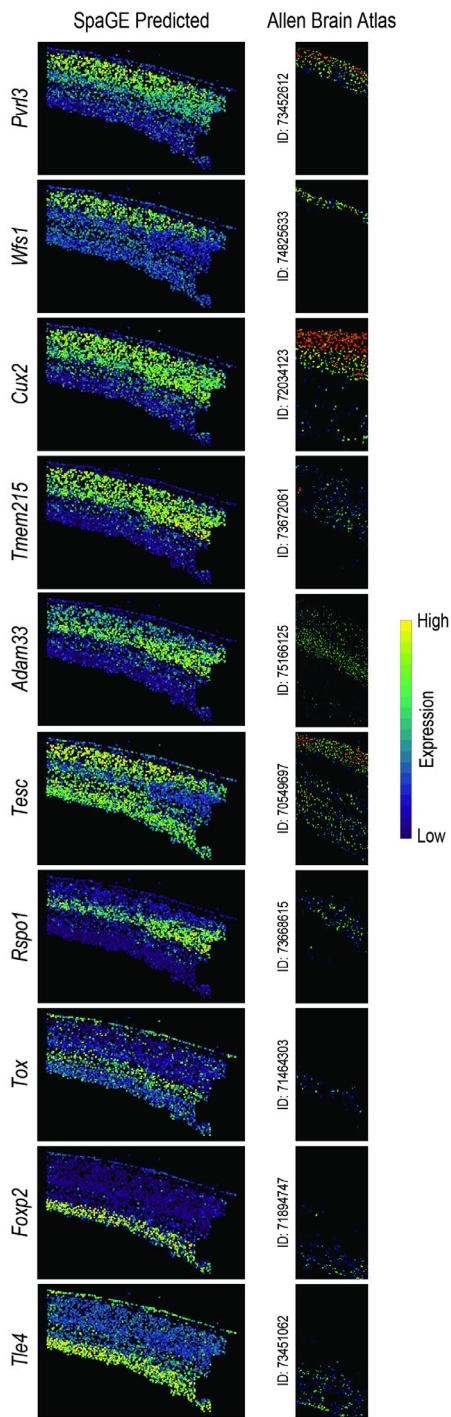 SpaGE Predicted
Allen Brain Atlas
Pvrl3
ID: 73452612
Wfs1
ID: 74825633
Cux2
ID: 72034123
Tmem215
ID: 73672061
Adam33
ID: 75166125
Tesc
ID: 70549697
Rspo1
ID: 73668615
Tox
ID: 71464303
Foxp2
ID: 71894747
Tle4
ID: 73451062
High
Expression
Low